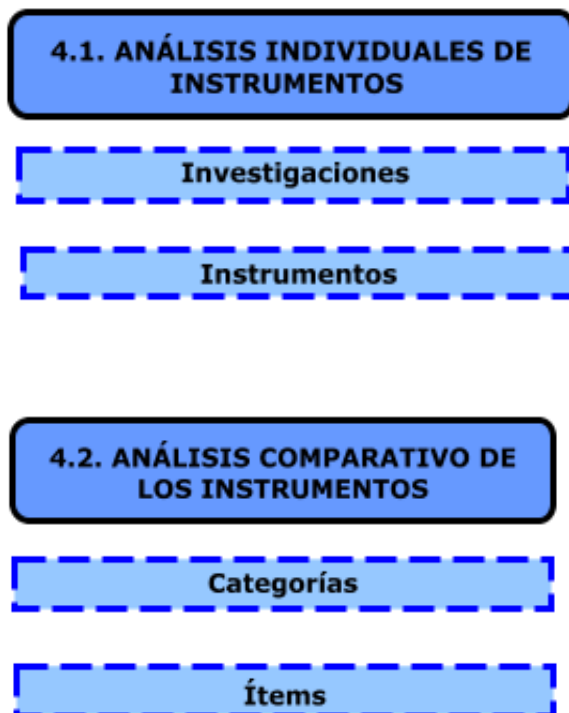 4.1. ANÁLISIS INDIVIDUALES DE
INSTRUMENTOS
Investigaciones
Instrumentos
4.2. ANÁLISIS COMPARATIVO DE
LOS INSTRUMENTOS
Categorías
Ítems